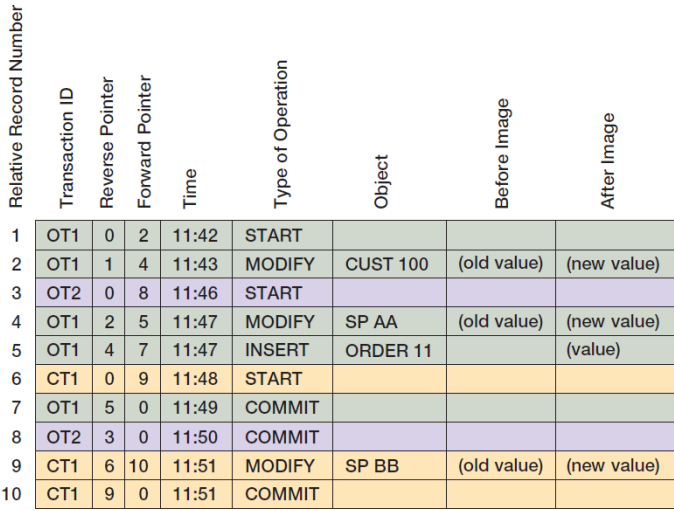 Relative Record Number Transaction ID Reverse Pointer Forward Pointer Time Type of Operation Object Before Image After Image
1 OT1 0 2 11:42 START
2 OT1 1 4 11:43 MODIFY CUST 100 (old value) (new value)
3 OT2 0 8 11:46 START
4 OT1 2 5 11:47 MODIFY SP AA (old value) (new value)
5 OT1 4 7 11:47 INSERT ORDER 11 (value)
6 CT1 0 9 11:48 START
7 OT1 5 0 11:49 COMMIT
8 OT2 3 0 11:50 COMMIT
9 CT1 6 10 11:51 MODIFY SP BB (old value) (new value)
10 CT1 9 0 11:51 COMMIT